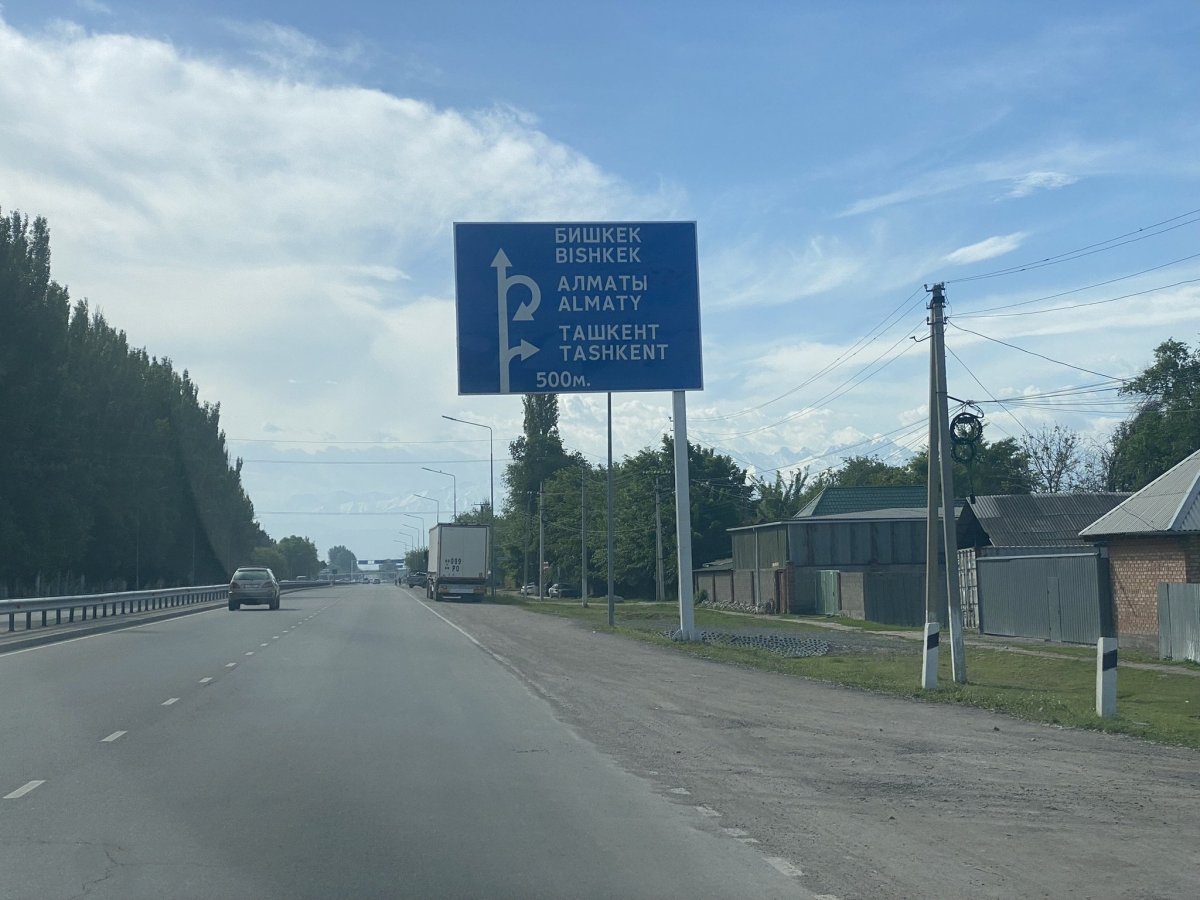 БИШКЕК
BISHKEK
АЛМАТЫ
ALMATY
ТАШКЕНТ
TASHKENT
500м.